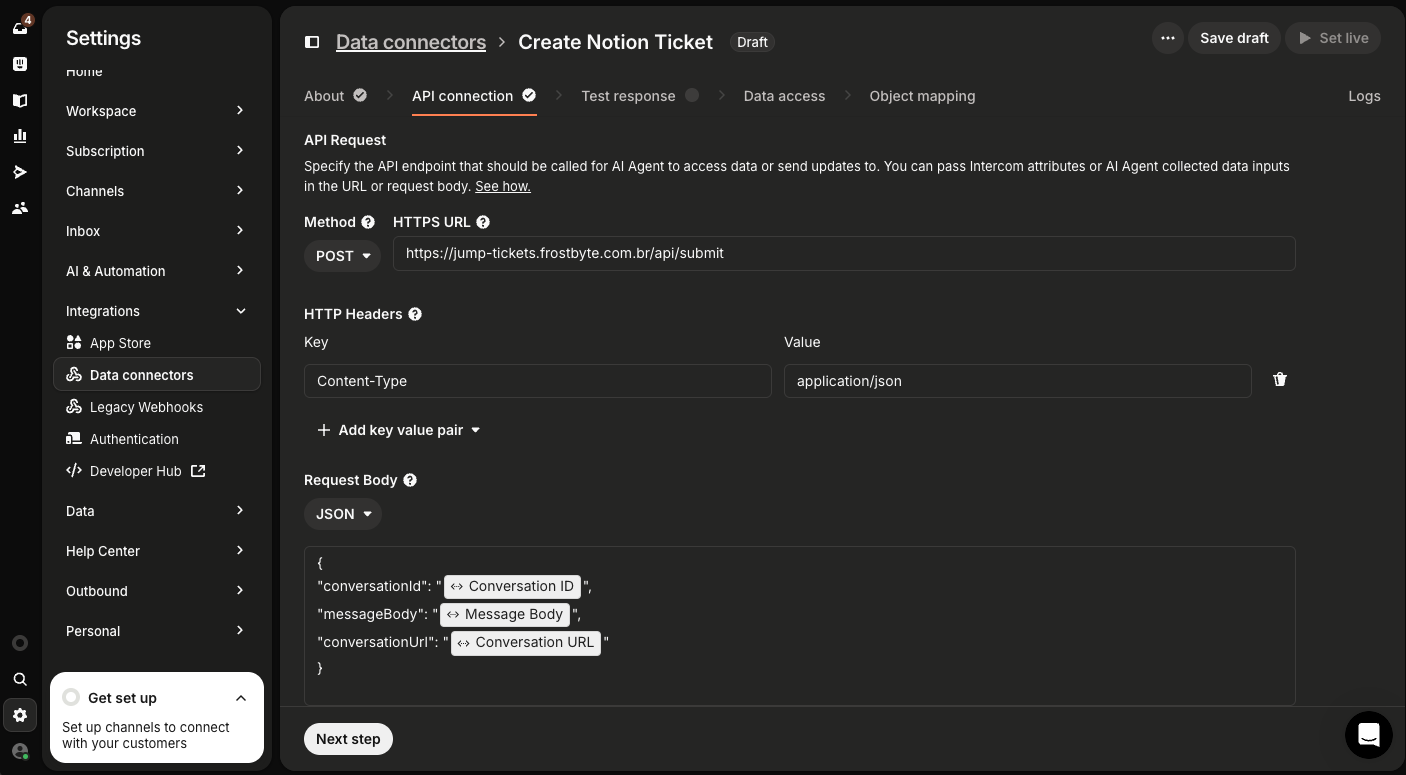 4
Settings
Home
Workspace
Subscription
Channels
Inbox
AI & Automation
Integrations
App Store
Data connectors
Legacy Webhooks
Authentication
Developer Hub
Data
Help Center
Outbound
Personal
Get set up
Set up channels to connect
with your customers
Data connectors > Create Notion Ticket Draft
Save draft Set live
About API connection Test response Data access Object mapping Logs
API Request
Specify the API endpoint that should be called for AI Agent to access data or send updates to. You can pass Intercom attributes or AI Agent collected data inputs
in the URL or request body. See how.
Method HTTPS URL
POST https://jump-tickets.frostbyte.com.br/api/submit
HTTP Headers
Key Value
Content-Type application/json
Add key value pair
Request Body
JSON
{
"conversationId": " Conversation ID ",
"messageBody": " Message Body ",
"conversationUrl": " Conversation URL "
}
Next step